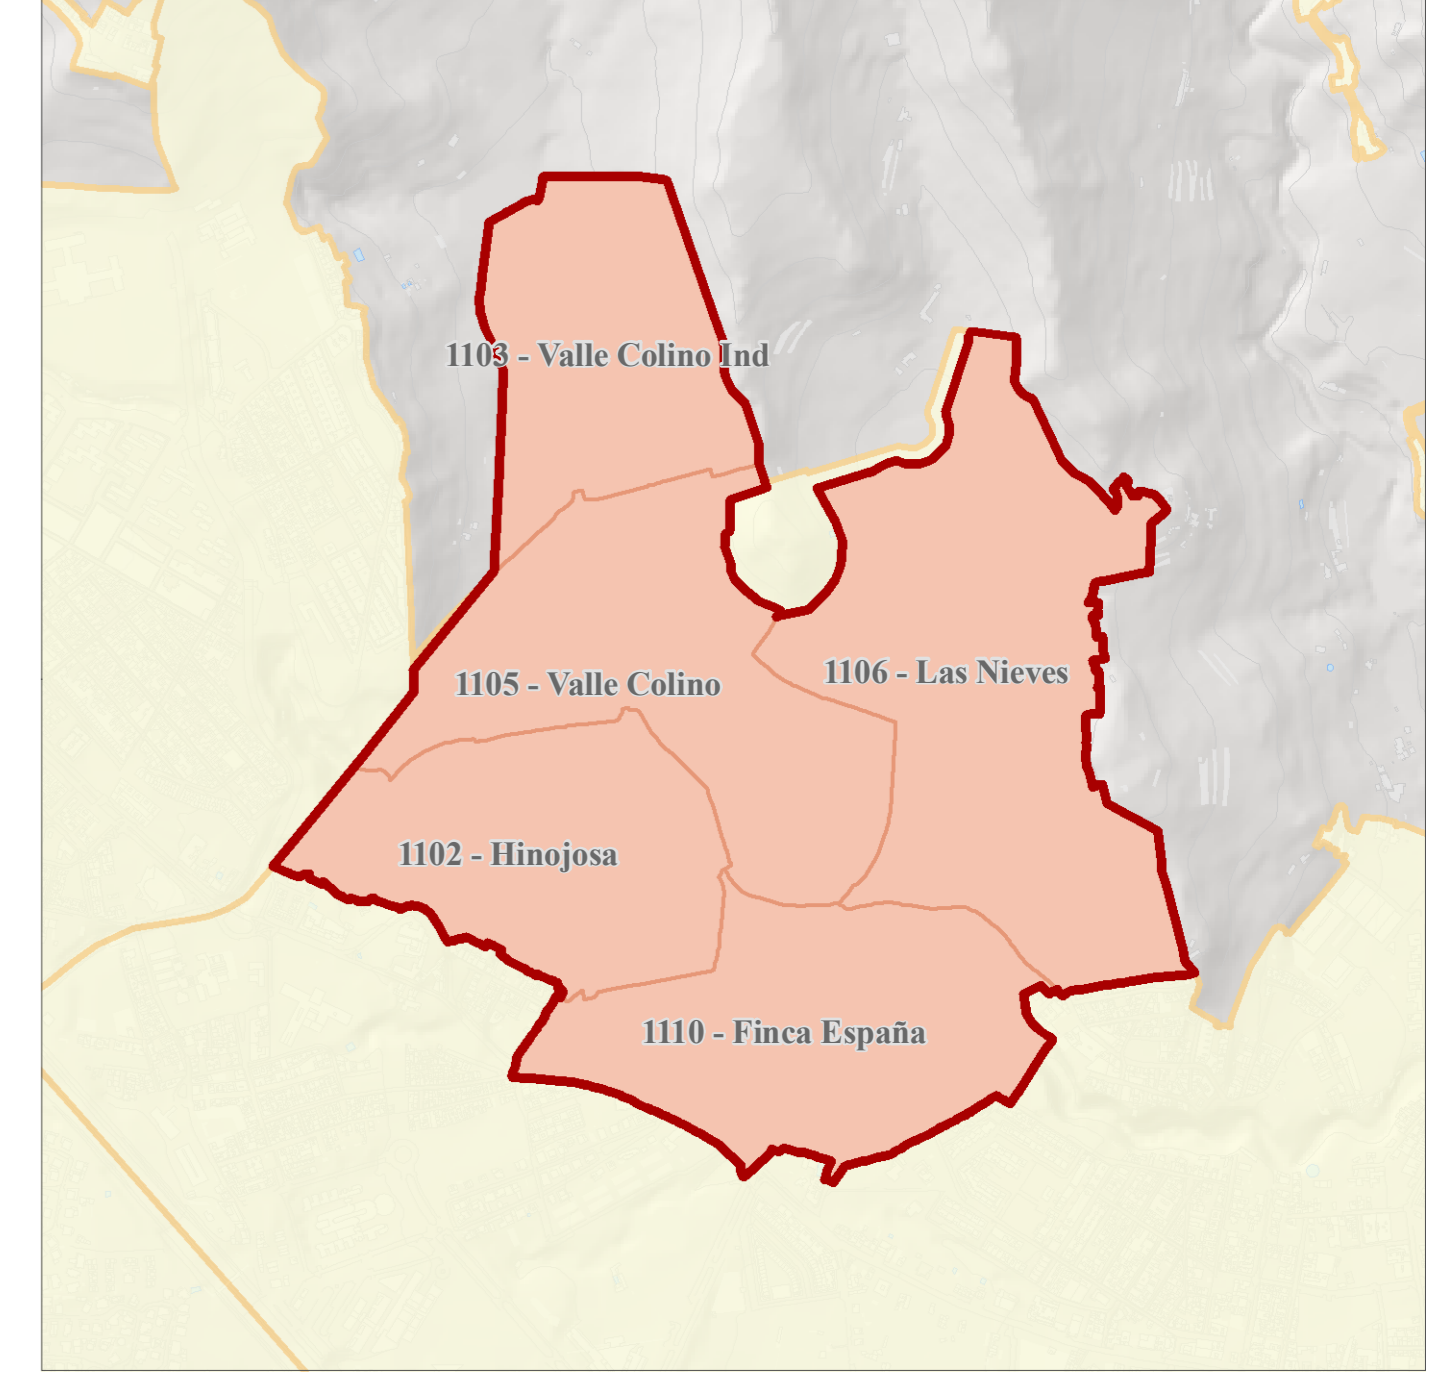 1103 - Valle Colino Ind
1106 - Las Nieves
1105 - Valle Colino
1102 - Hinojosa
1110 - Finca España